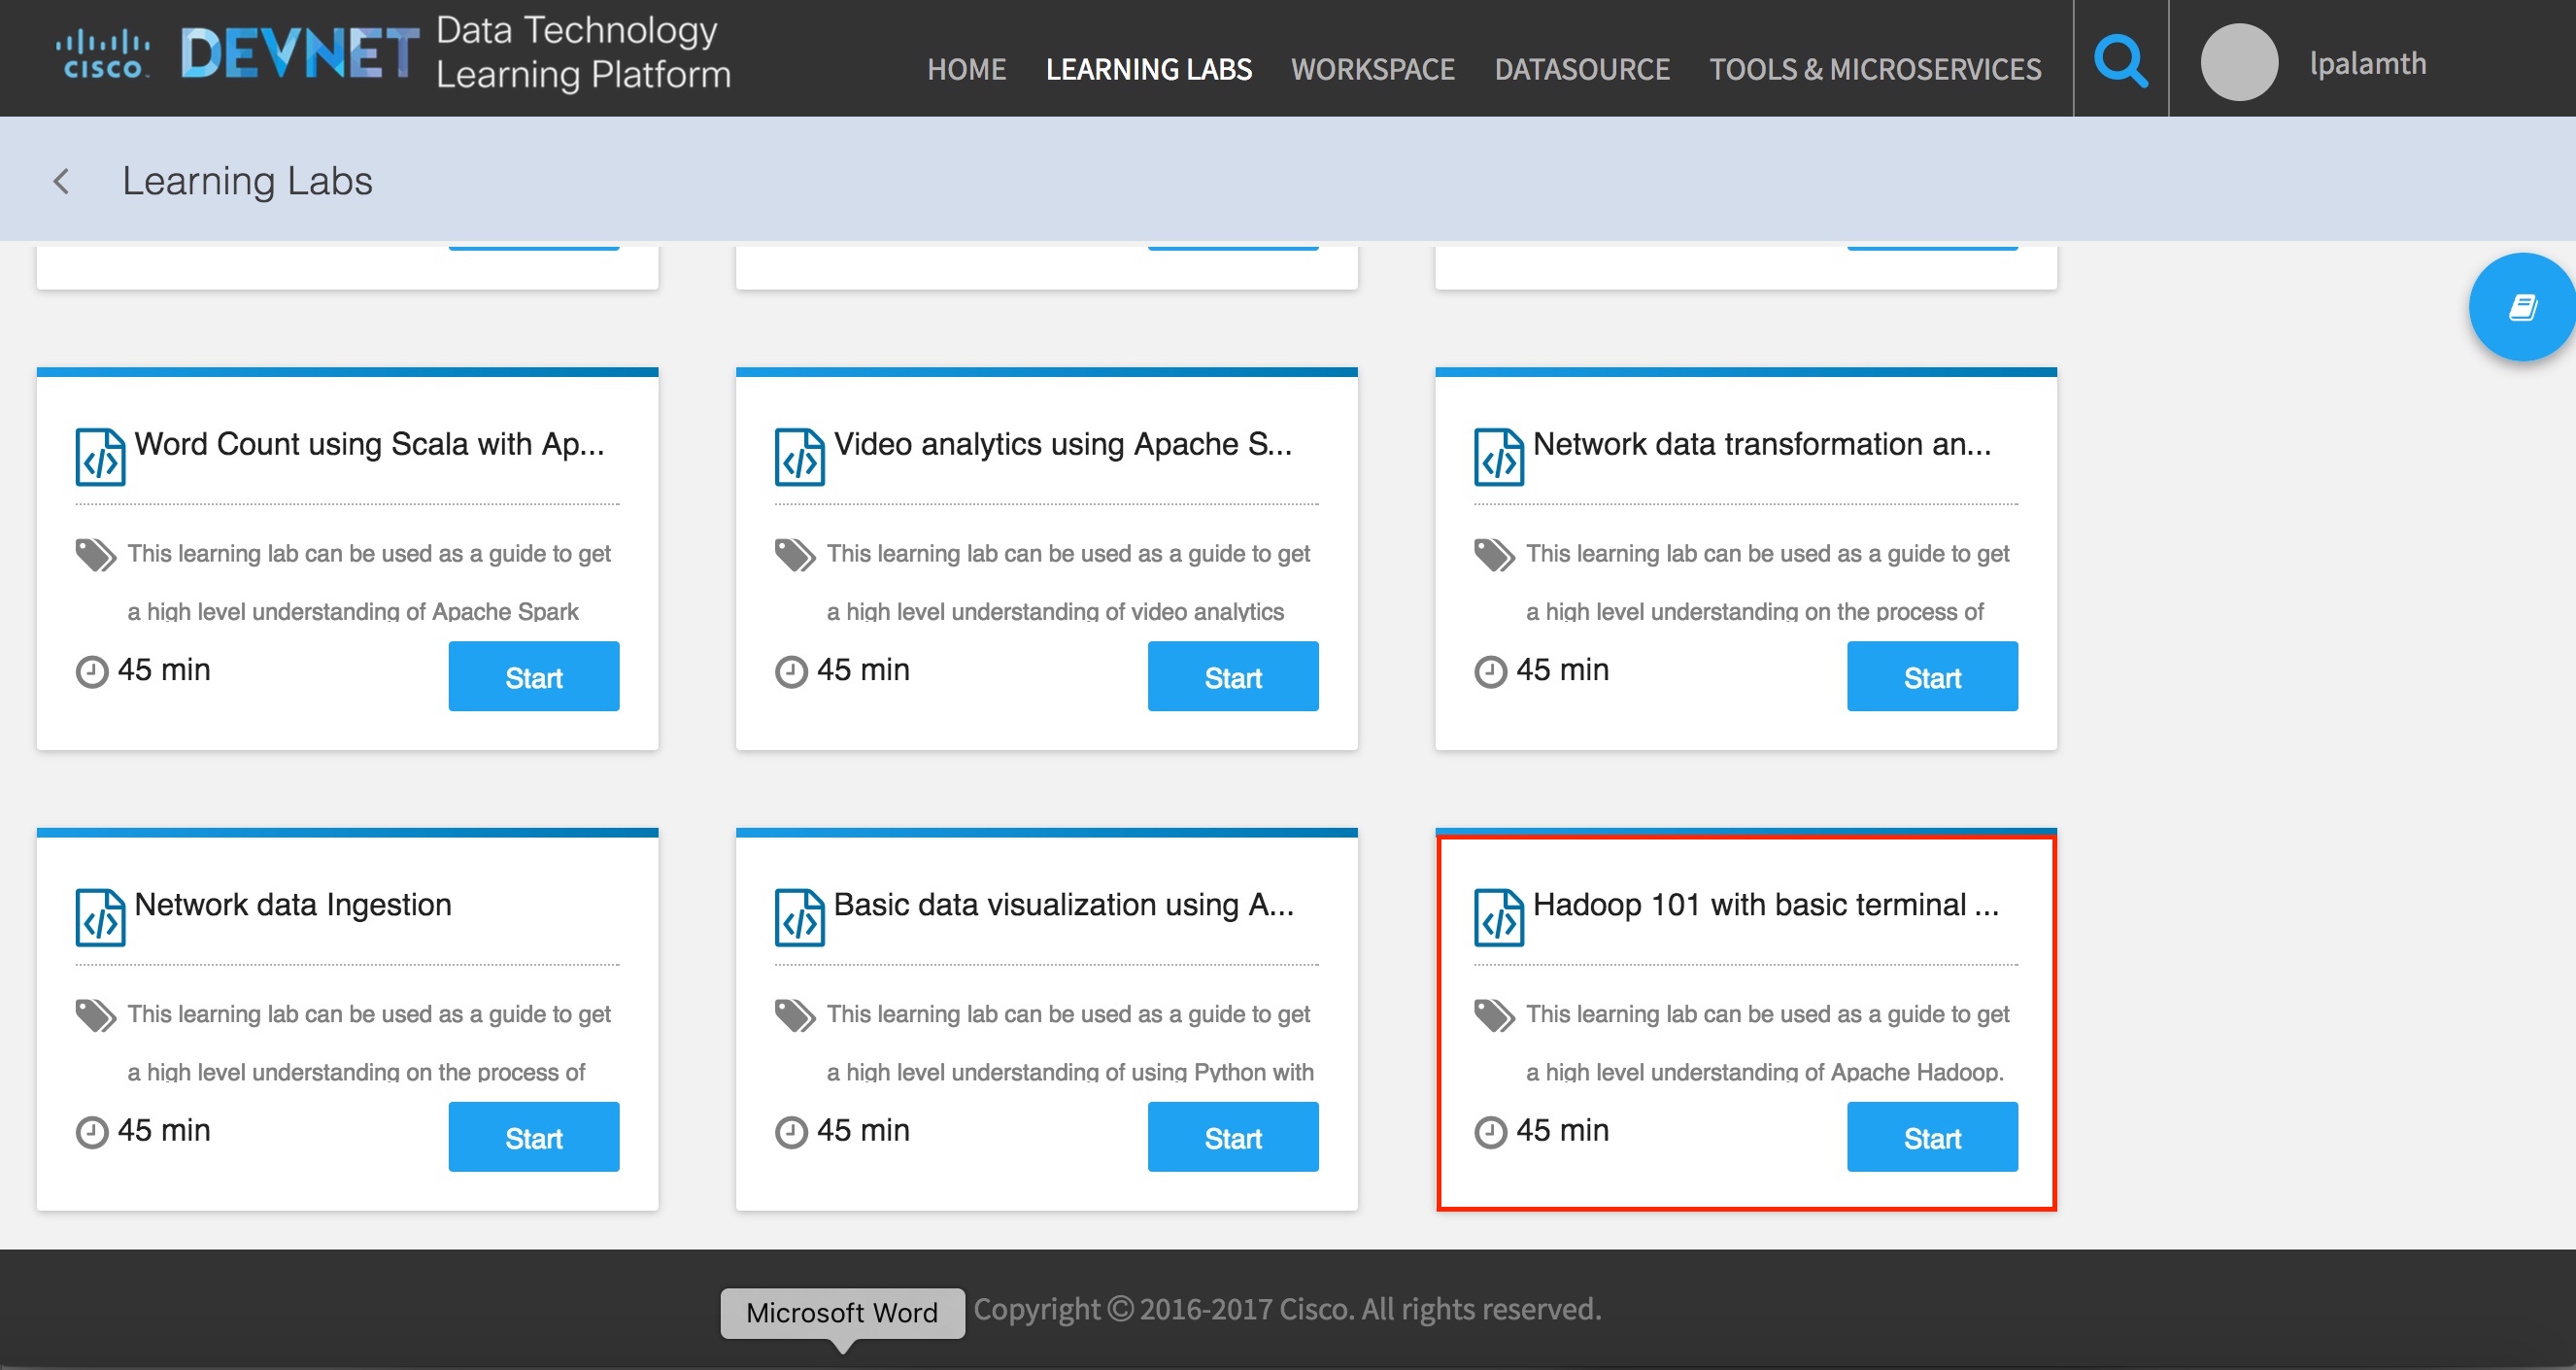 CISCO
DEVNET
Data Technology
Learning Platform
HOME LEARNING LABS WORKSPACE DATASOURCE TOOLS & MICROSERVICES
lpalamth
Learning Labs
Word Count using Scala with Ap...
This learning lab can be used as a guide to get
a high level understanding of Apache Spark
45 min
Start
Video analytics using Apache S...
This learning lab can be used as a guide to get
a high level understanding of video analytics
45 min
Start
Network data transformation an...
This learning lab can be used as a guide to get
a high level understanding on the process of
45 min
Start
Network data Ingestion
This learning lab can be used as a guide to get
a high level understanding on the process of
45 min
Start
Basic data visualization using A...
This learning lab can be used as a guide to get
a high level understanding of using Python with
45 min
Start
Hadoop 101 with basic terminal ...
This learning lab can be used as a guide to get
a high level understanding of Apache Hadoop.
45 min
Start
Microsoft Word
Copyright © 2016-2017 Cisco. All rights reserved.